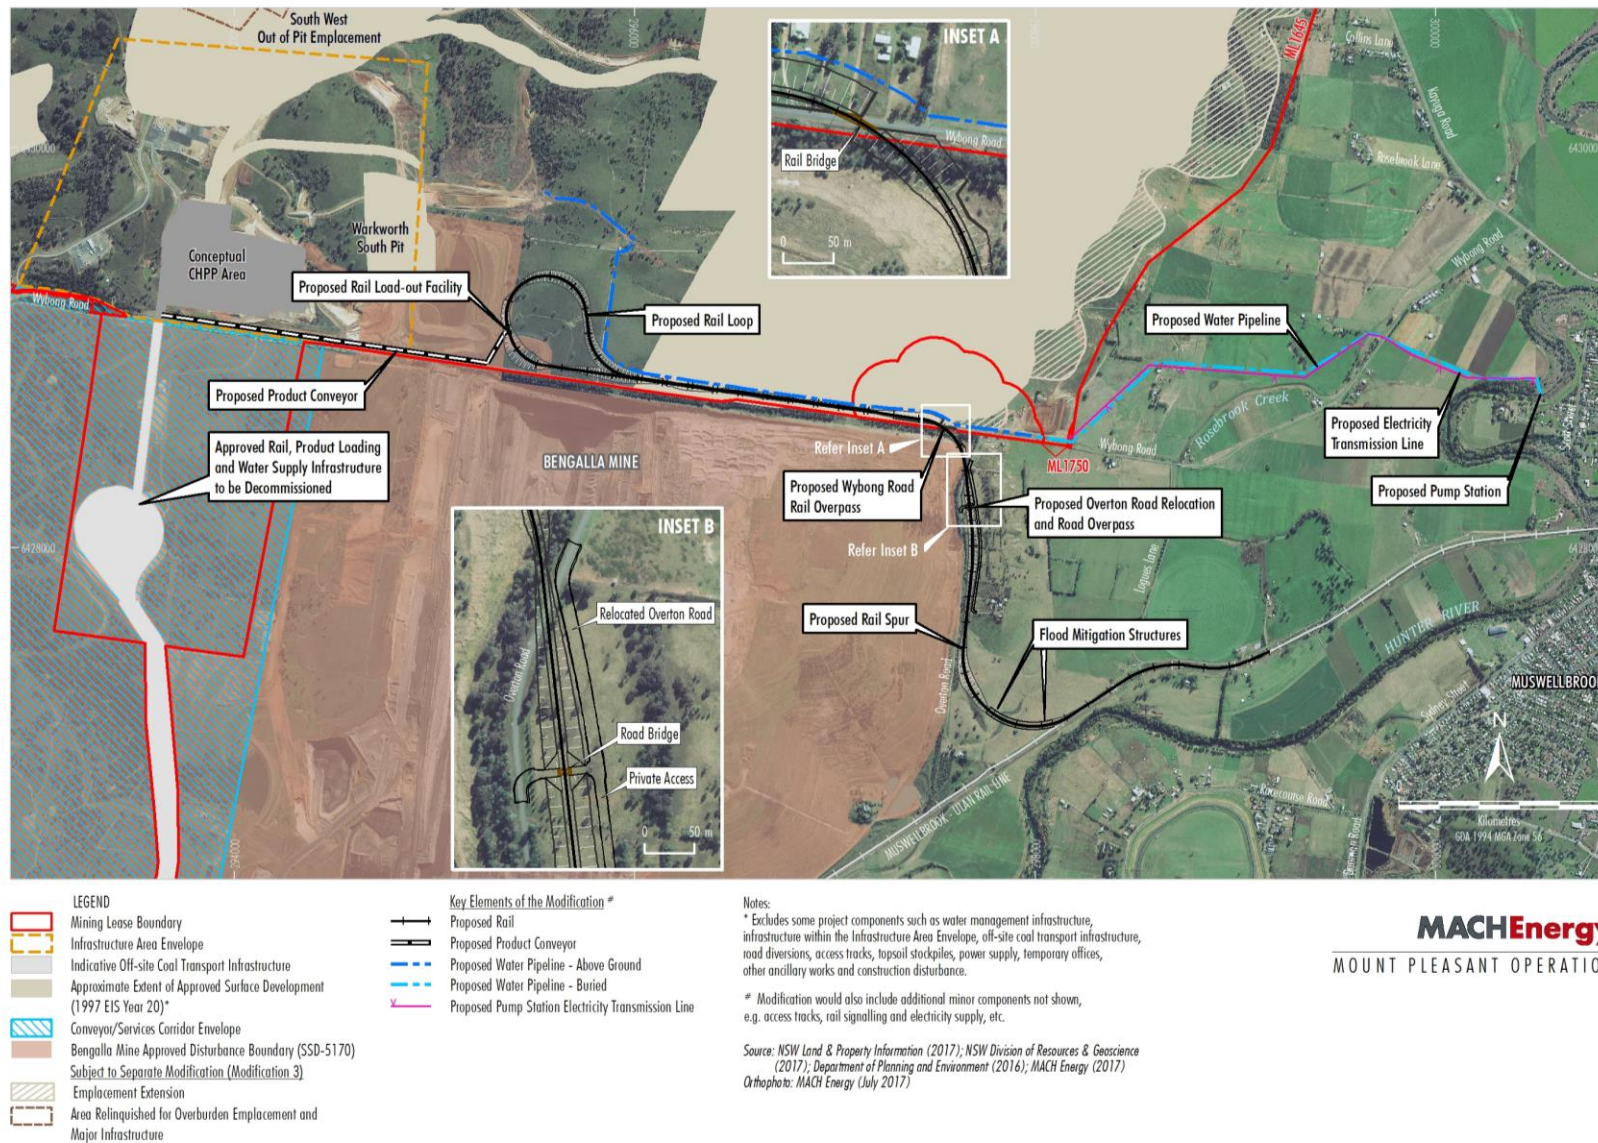 South West
Out of Pit Emplacement
296000
298000
300000
INSET A
Wybong Road
Rail Bridge
0 50 m
ML1645
Collins Lane
Kayuga Road
Rosebrook Lane
6430000
6430000
Wybong Road
Warkworth
South Pit
Conceptual
CHPP Area
Wybong Road
Proposed Rail Load-out Facility
Proposed Rail Loop
Proposed Water Pipeline
Proposed Product Conveyor
Rosebrook Creek
Proposed Electricity
Transmission Line
Approved Rail, Product Loading
and Water Supply Infrastructure
to be Decommissioned
BENGALLA MINE
Refer Inset A
Wybong Road
ML1750
Proposed Pump Station
Proposed Wybong Road
Rail Overpass
Proposed Overton Road Relocation
and Road Overpass
Refer Inset B
6428000
6428000
Logues Lane
INSET B
Relocated Overton Road
Overton Road
Road Bridge
Private Access
0 50 m
Proposed Rail Spur
Flood Mitigation Structures
HUNTER RIVER
Overton Road
MUSWELLBROOK
Sydney Street
N
Racecourse Road
MUSWELLBROOK - ULAN RAIL LINE
0
Kilometres
GDA 1994 MGA Zone 56
294000
LEGEND
Mining Lease Boundary
Infrastructure Area Envelope
Indicative Off-site Coal Transport Infrastructure
Approximate Extent of Approved Surface Development
(1997 EIS Year 20)*
Conveyor/Services Corridor Envelope
Bengalla Mine Approved Disturbance Boundary (SSD-5170)
Subject to Separate Modification (Modification 3)
Emplacement Extension
Area Relinquished for Overburden Emplacement and
Major Infrastructure
Key Elements of the Modification #
Proposed Rail
Proposed Product Conveyor
Proposed Water Pipeline - Above Ground
Proposed Water Pipeline - Buried
Proposed Pump Station Electricity Transmission Line
Notes:
* Excludes some project components such as water management infrastructure,
infrastructure within the Infrastructure Area Envelope, off-site coal transport infrastructure,
road diversions, access tracks, topsoil stockpiles, power supply, temporary offices,
other ancillary works and construction disturbance.
# Modification would also include additional minor components not shown,
e.g. access tracks, rail signalling and electricity supply, etc.
Source: NSW Land & Property Information (2017); NSW Division of Resources & Geoscience
(2017); Department of Planning and Environment (2016); MACH Energy (2017)
Orthophoto: MACH Energy (July 2017)
MACHEnergy
MOUNT PLEASANT OPERATIO